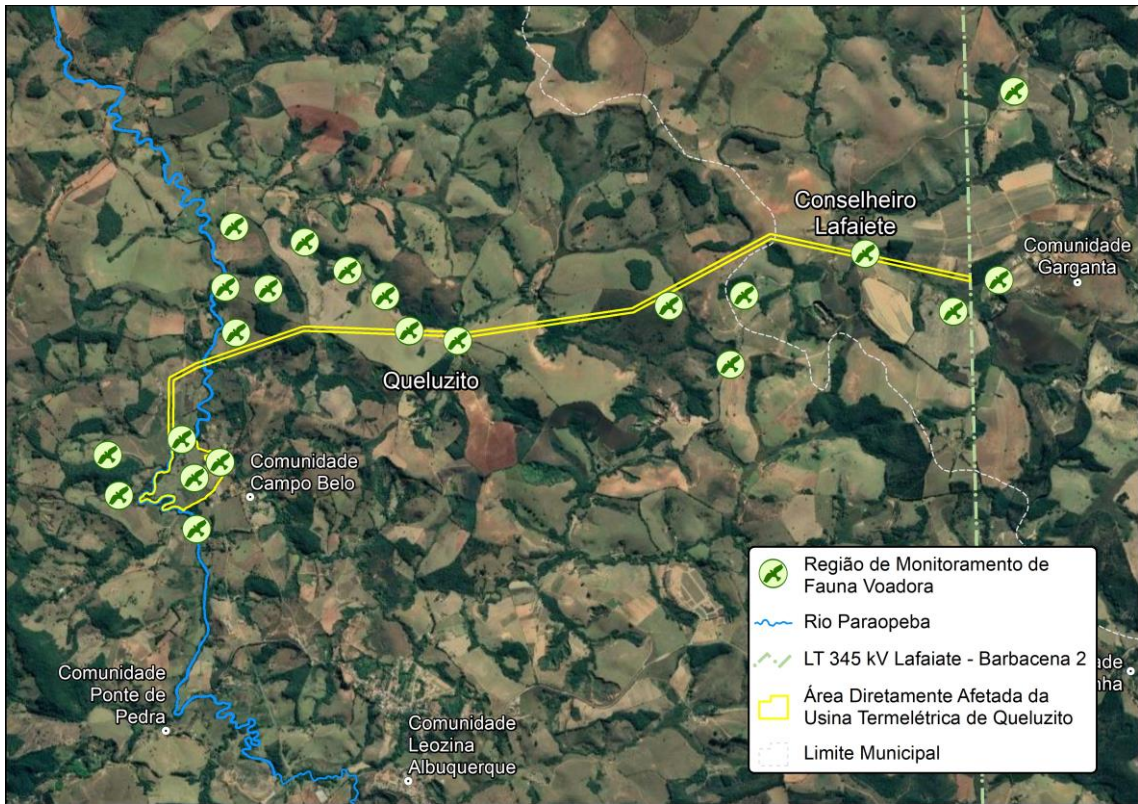 Conselheiro
Lafaiete
Comunidade
Garganta
Queluzito
Comunidade
Campo Belo
Comunidade
Ponte de
Pedra
Comunidade
Leozina
Albuquerque
Região de Monitoramento de
Fauna Voadora
Rio Paraopeba
LT 345 kV Lafaiate - Barbacena 2
Área Diretamente Afetada da
Usina Termelétrica de Queluzito
Limite Municipal